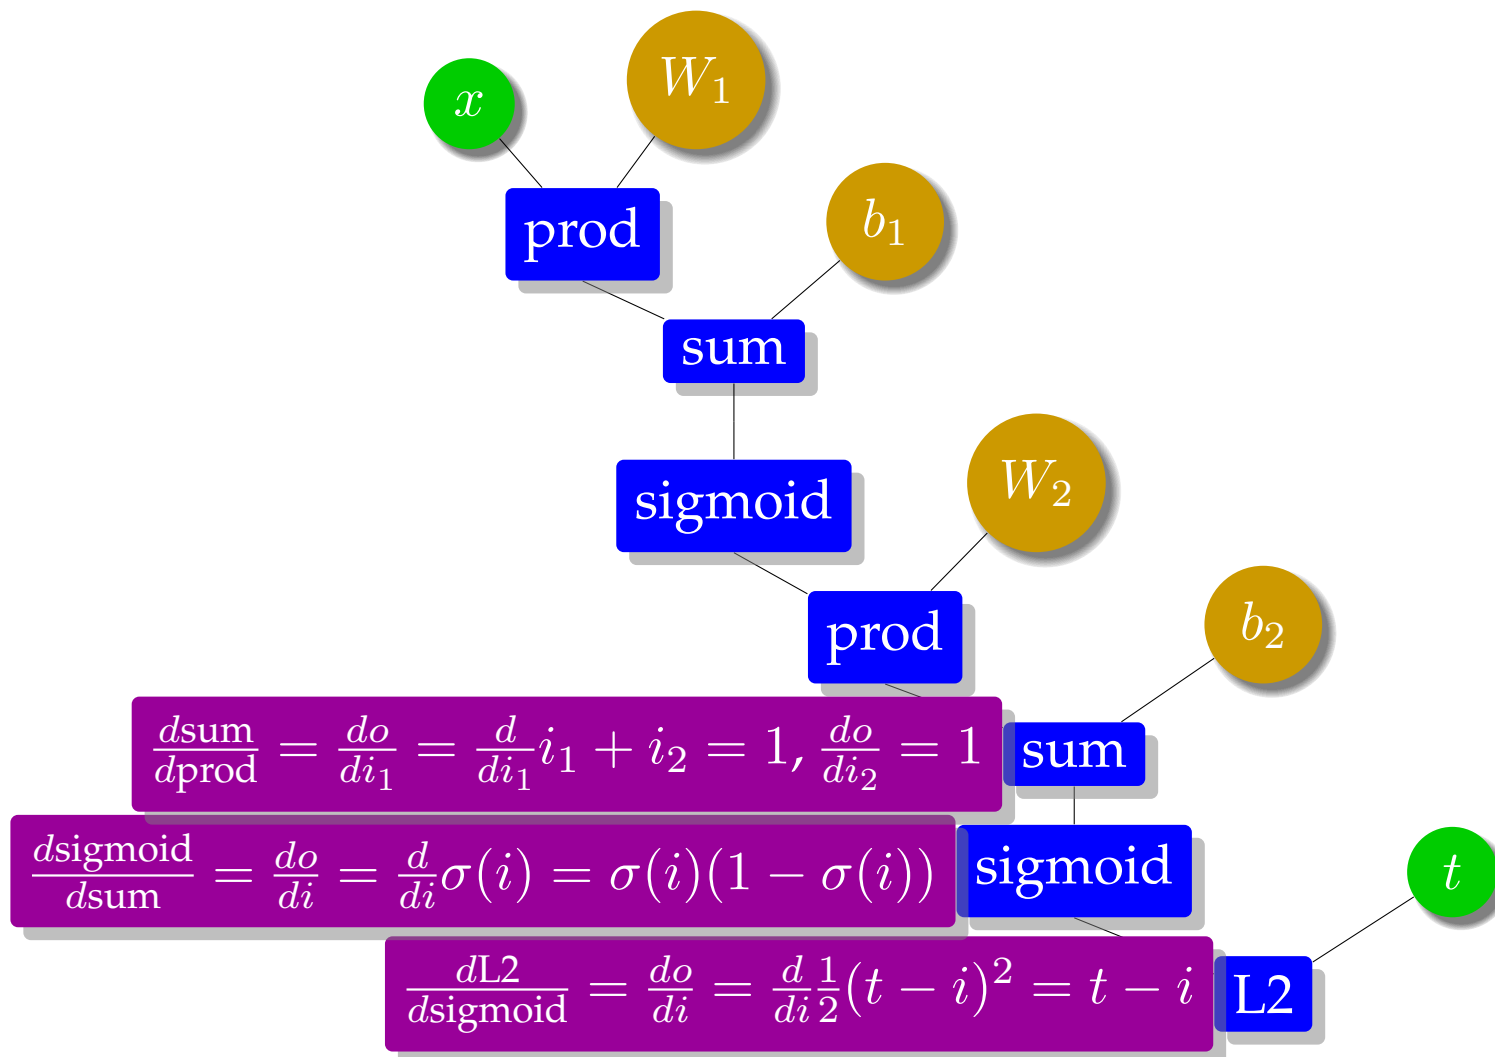 x
W₁
prod
b₁
sum
sigmoid
W₂
prod
b₂
dsum/dprod = do/di₁ = d/di₁ i₁ + i₂ = 1, do/di₂ = 1
sum
dsigmoid/dsum = do/di = d/di σ(i) = σ(i)(1 − σ(i))
sigmoid
t
dL2/dsigmoid = do/di = d/di 1/2 (t − i)² = t − i
L2